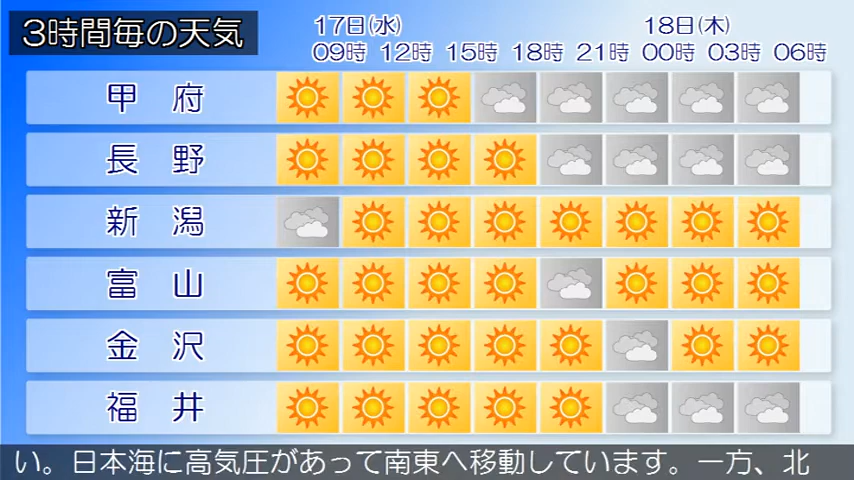 3時間毎の天気
17日(水) 18日(木)
09時 12時 15時 18時 21時 00時 03時 06時
甲府
長野
新潟
富山
金沢
福井
い。日本海に高気圧があって南東へ移動しています。一方、北